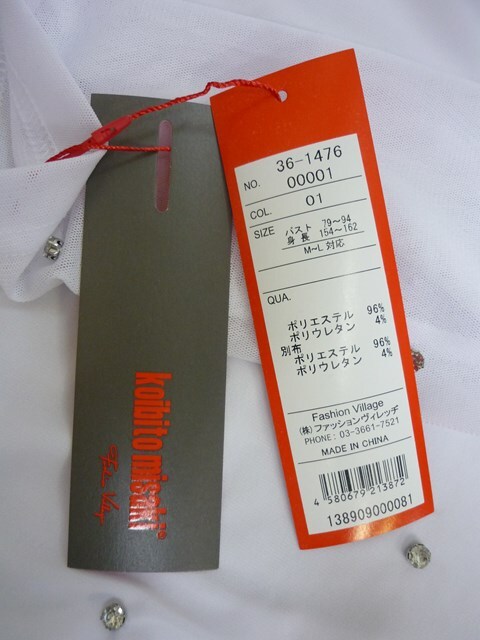 koibito misaki
NO. 36-1476
00001
COL. 01
SIZE バスト 79〜94
身長 154〜162
M〜L 対応
QUA.
ポリエステル 96%
ポリウレタン 4%
別布
ポリエステル 96%
ポリウレタン 4%
Fashion Village
(株)ファッションヴィレッヂ
PHONE: 03-3661-7521
MADE IN CHINA
4 580679 213872
138909000081